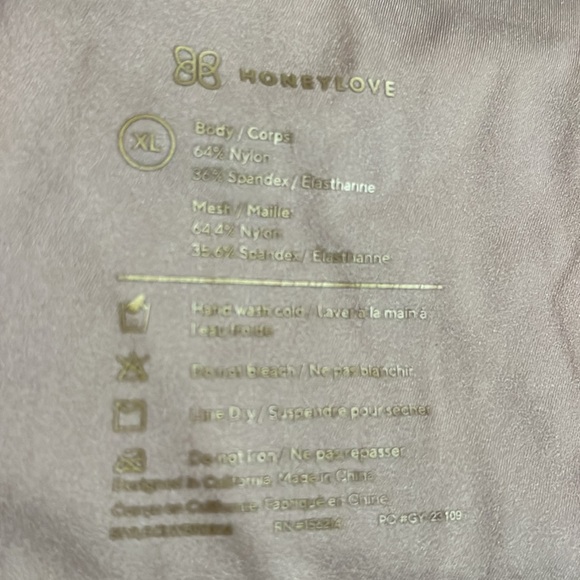 HONEYLOVE
XL
Body / Corps
64% Nylon
36% Spandex / Elasthanne
Mesh / Maille
64.4% Nylon
35.6% Spandex / Elasthanne
Hand wash cold / Laver à la main à
l'eau froide
Do not bleach / Ne pas blanchir
Line Dry / Suspendre pour sécher
Do not Iron / Ne pas repasser
Designed in California. Made in China
Conçu en Californie. Fabriqué en Chine
PO #GY-23109